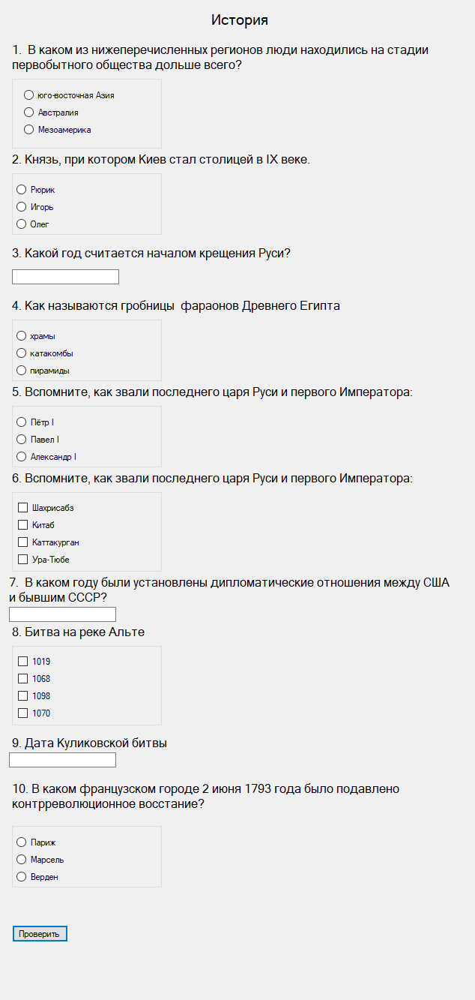 История
1. В каком из нижеперечисленных регионов люди находились на стадии
первобытного общества дольше всего?
юго-восточная Азия
Австралия
Мезоамерика
2. Князь, при котором Киев стал столицей в IX веке.
Рюрик
Игорь
Олег
3. Какой год считается началом крещения Руси?
4. Как называются гробницы фараонов Древнего Египта
храмы
катакомбы
пирамиды
5. Вспомните, как звали последнего царя Руси и первого Императора:
Пётр I
Павел I
Александр I
6. Вспомните, как звали последнего царя Руси и первого Императора:
Шахрисабз
Китаб
Каттакурган
Ура-Тюбе
7. В каком году были установлены дипломатические отношения между США
и бывшим СССР?
8. Битва на реке Альте
1019
1068
1098
1070
9. Дата Куликовской битвы
10. В каком французском городе 2 июня 1793 года было подавлено
контрреволюционное восстание?
Париж
Марсель
Верден
Проверить